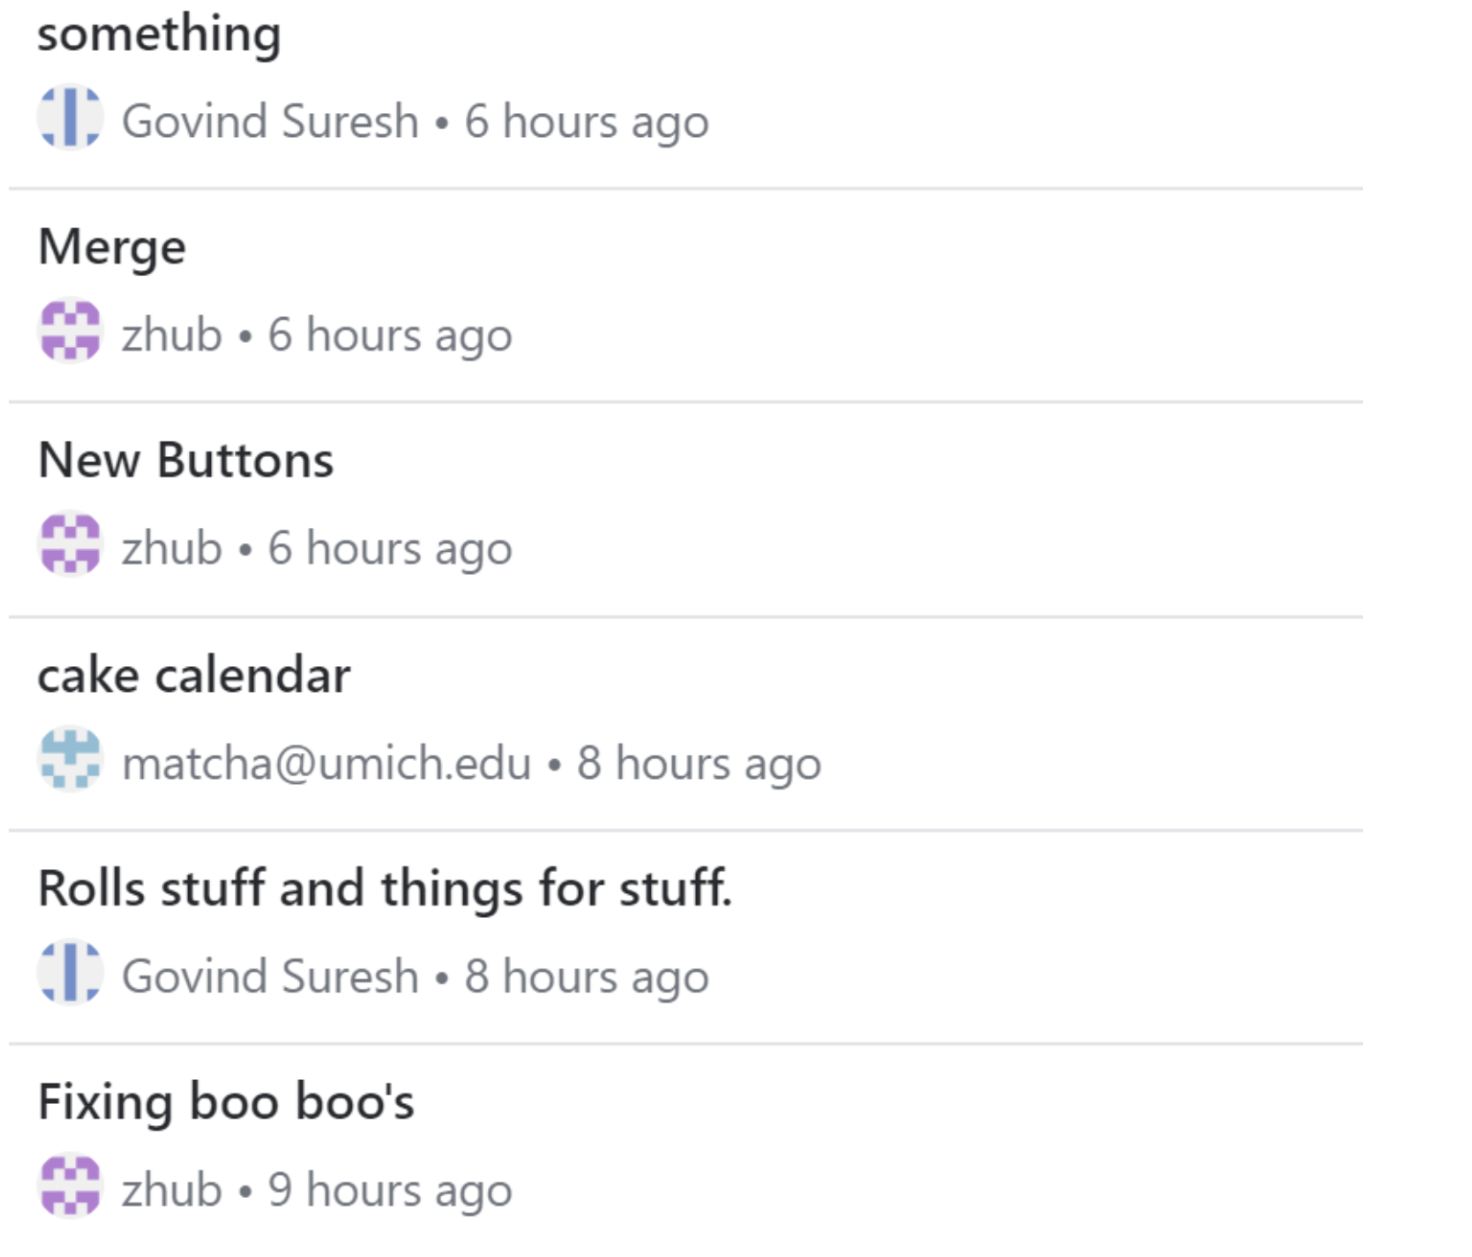 something
Govind Suresh • 6 hours ago
Merge
zhub • 6 hours ago
New Buttons
zhub • 6 hours ago
cake calendar
matcha@umich.edu • 8 hours ago
Rolls stuff and things for stuff.
Govind Suresh • 8 hours ago
Fixing boo boo's
zhub • 9 hours ago